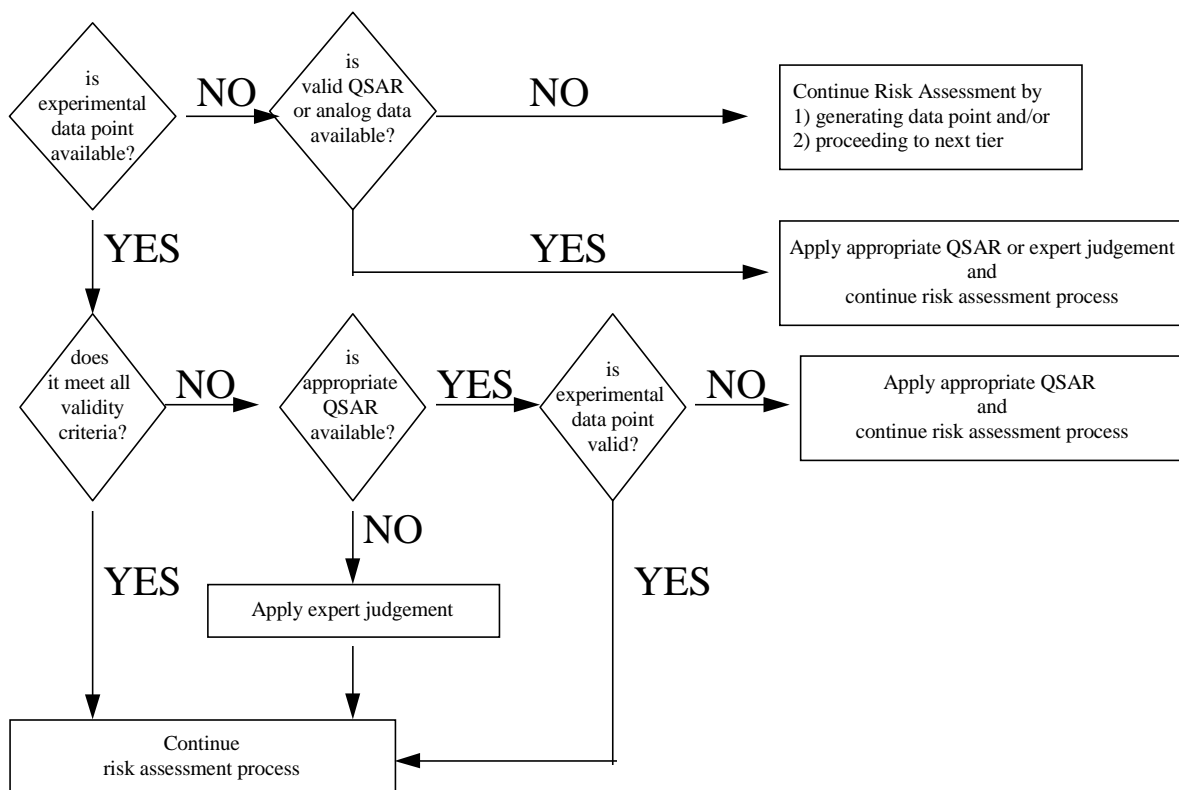 is
experimental
data point
available?
NO
is
valid QSAR
or analog data
available?
NO
Continue Risk Assessment by
1) generating data point and/or
2) proceeding to next tier
YES
YES
Apply appropriate QSAR or expert judgement
and
continue risk assessment process
does
it meet all
validity
criteria?
NO
is
appropriate
QSAR
available?
YES
is
experimental
data point
valid?
NO
Apply appropriate QSAR
and
continue risk assessment process
YES
NO
YES
Apply expert judgement
Continue
risk assessment process